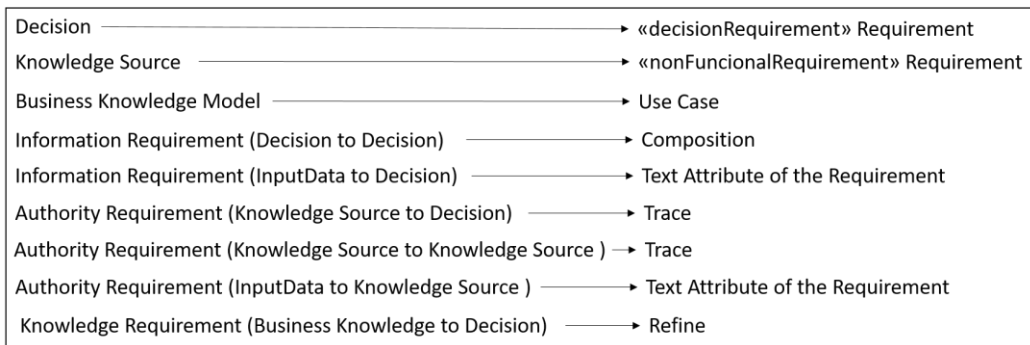 Decision «decisionRequirement» Requirement
Knowledge Source «nonFuncionalRequirement» Requirement
Business Knowledge Model Use Case
Information Requirement (Decision to Decision) Composition
Information Requirement (InputData to Decision) Text Attribute of the Requirement
Authority Requirement (Knowledge Source to Decision) Trace
Authority Requirement (Knowledge Source to Knowledge Source ) Trace
Authority Requirement (InputData to Knowledge Source ) Text Attribute of the Requirement
Knowledge Requirement (Business Knowledge to Decision) Refine